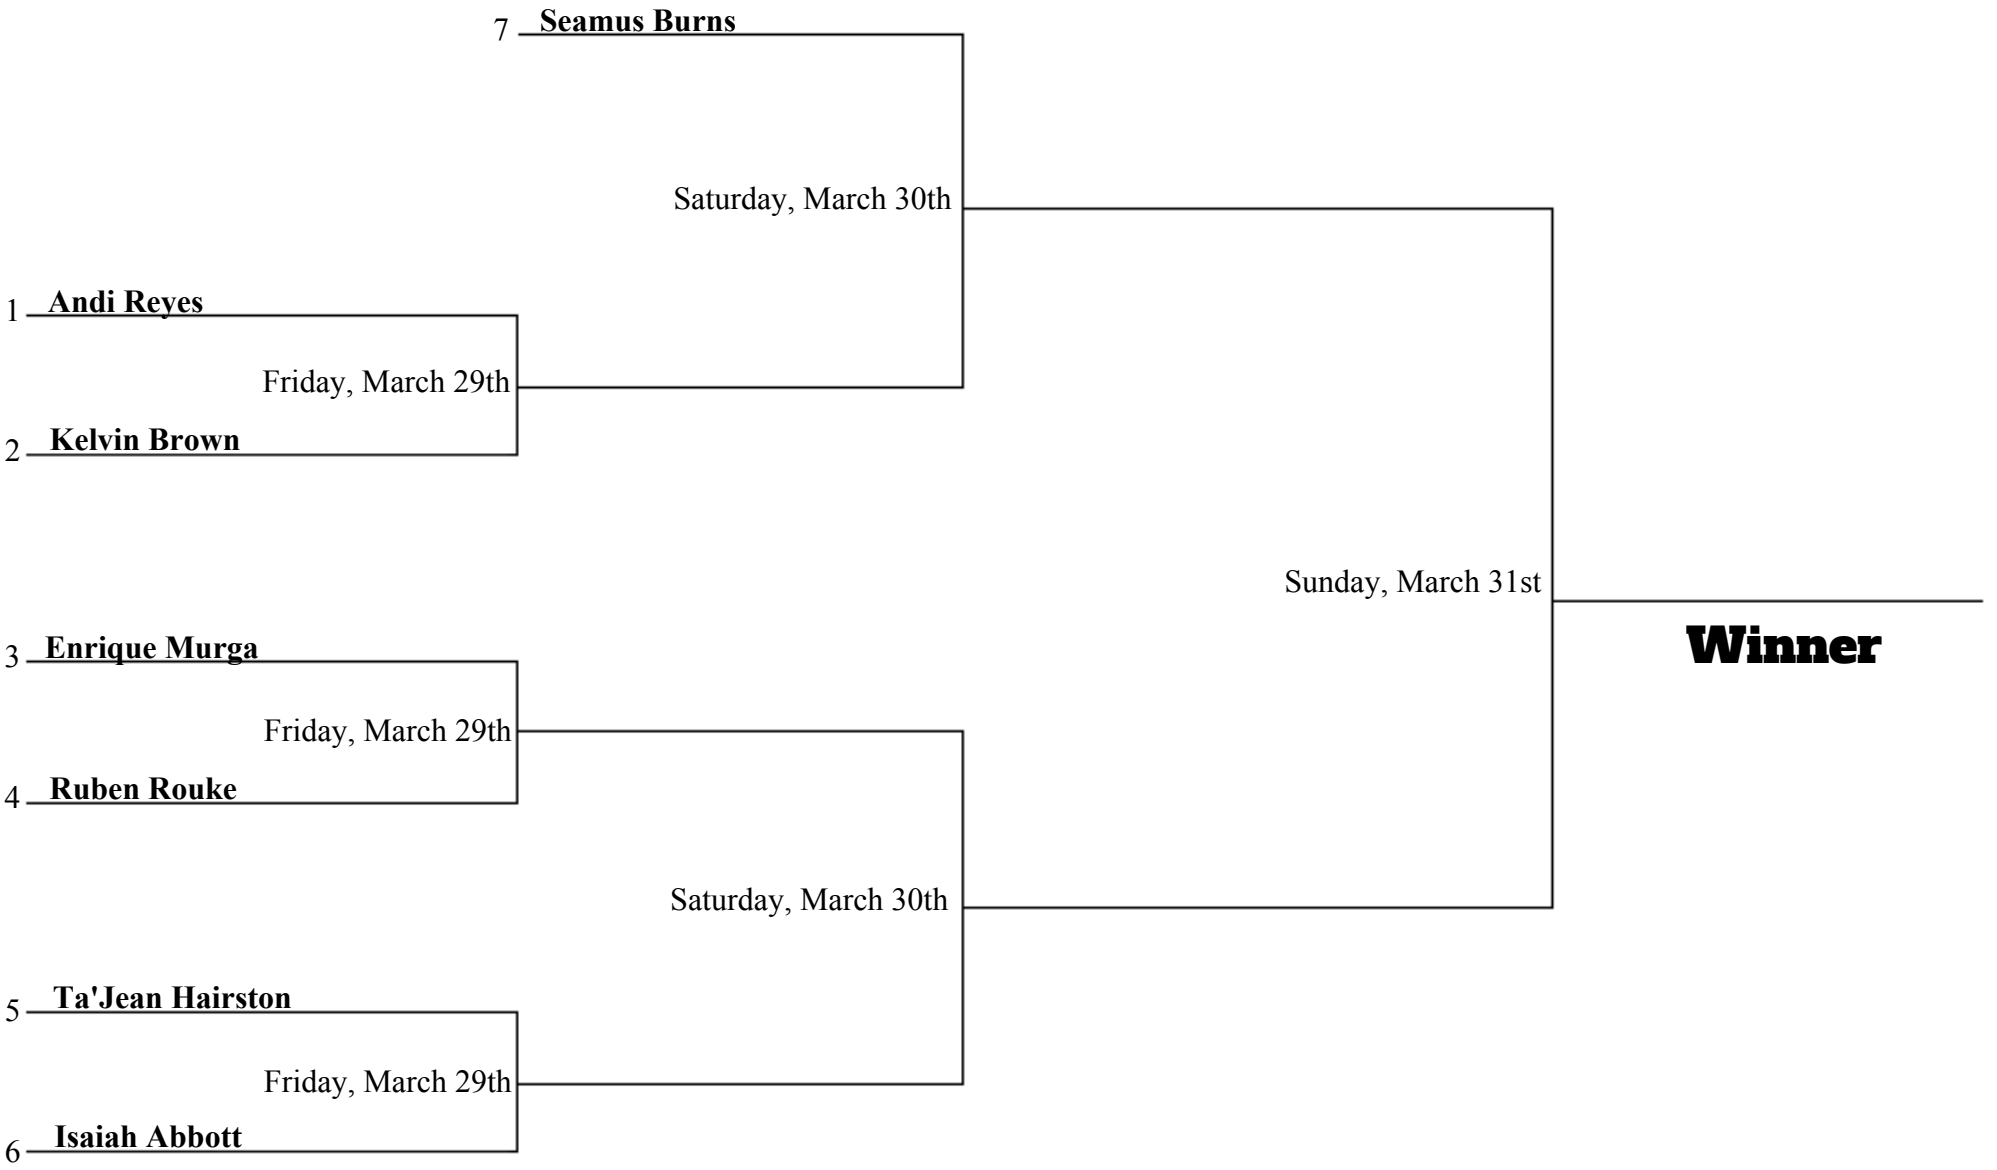 7 Seamus Burns
Saturday, March 30th
1 Andi Reyes
Friday, March 29th
2 Kelvin Brown
Sunday, March 31st
Winner
3 Enrique Murga
Friday, March 29th
4 Ruben Rouke
Saturday, March 30th
5 Ta'Jean Hairston
Friday, March 29th
6 Isaiah Abbott